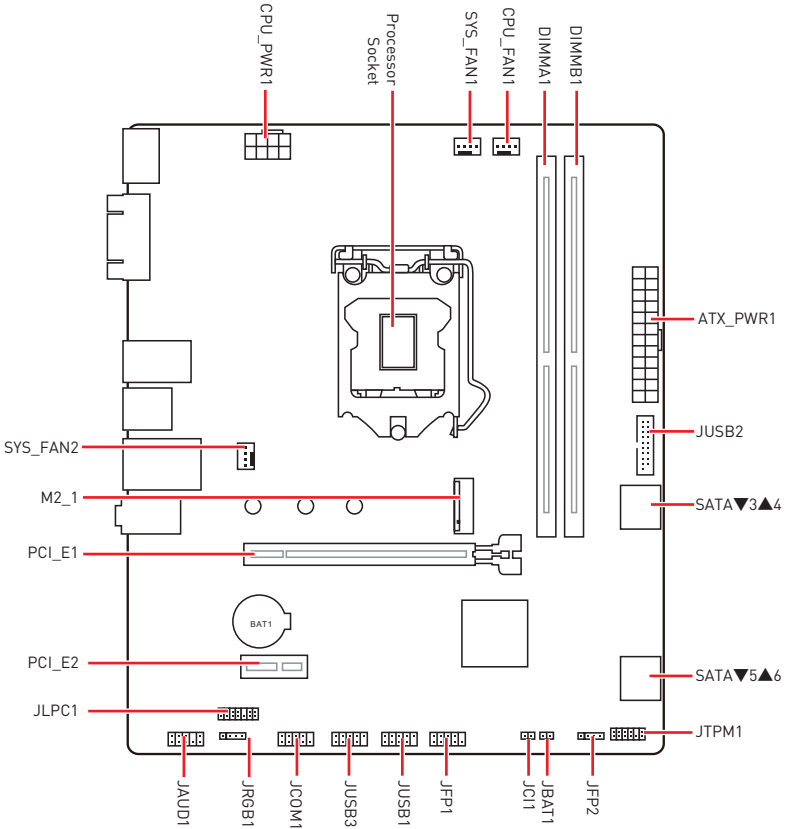 CPU_PWR1
Processor
Socket
SYS_FAN1
CPU_FAN1
DIMMA1
DIMMB1
ATX_PWR1
JUSB2
SYS_FAN2
M2_1
SATA▼3▲4
PCI_E1
BAT1
PCI_E2
SATA▼5▲6
JLPC1
JTPM1
JAUD1
JRGB1
JCOM1
JUSB3
JUSB1
JFP1
JCI1
JBAT1
JFP2